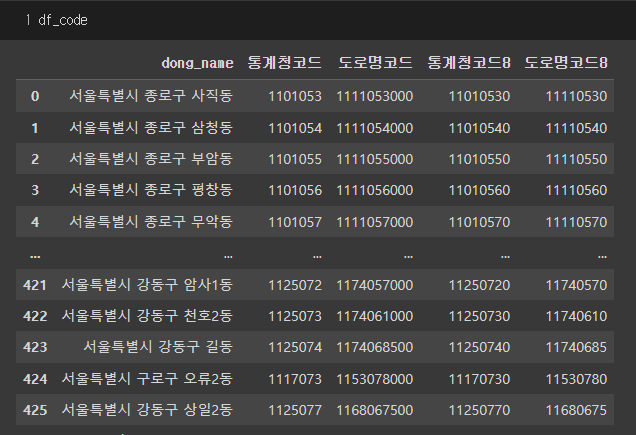 1 df_code
dong_name 통계청코드 도로명코드 통계청코드8 도로명코드8
0 서울특별시 종로구 사직동 1101053 1111053000 11010530 11110530
1 서울특별시 종로구 삼청동 1101054 1111054000 11010540 11110540
2 서울특별시 종로구 부암동 1101055 1111055000 11010550 11110550
3 서울특별시 종로구 평창동 1101056 1111056000 11010560 11110560
4 서울특별시 종로구 무악동 1101057 1111057000 11010570 11110570
... ... ... ... ... ...
421 서울특별시 강동구 암사1동 1125072 1174057000 11250720 11740570
422 서울특별시 강동구 천호2동 1125073 1174061000 11250730 11740610
423 서울특별시 강동구 길동 1125074 1174068500 11250740 11740685
424 서울특별시 구로구 오류2동 1117073 1153078000 11170730 11530780
425 서울특별시 강동구 상일2동 1125077 1168067500 11250770 11680675